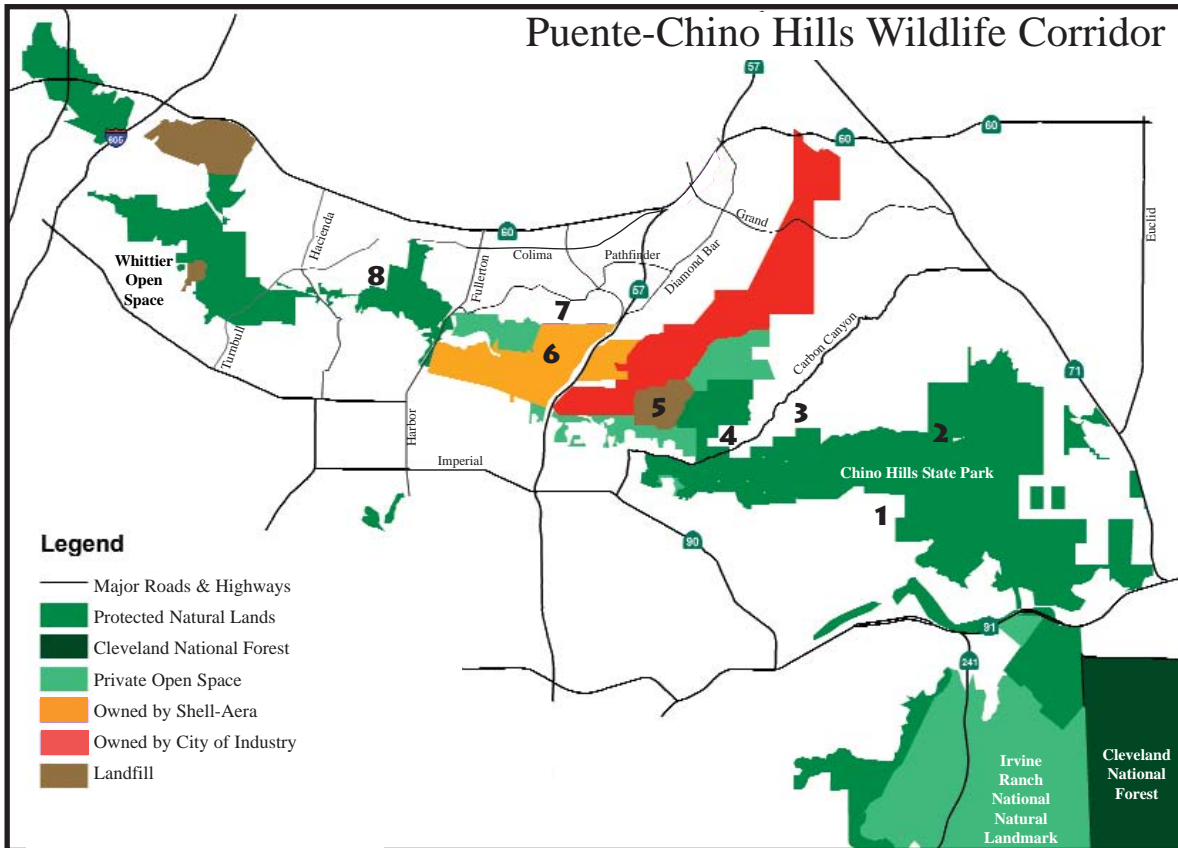 Puente-Chino Hills Wildlife Corridor
57
60
60
605
Grand
Euclid
Hacienda
60
Colima
Pathfinder
Diamond Bar
Fullerton
Whittier
Open
Space
8
57
7
Turnbull
6
Carbon Canyon
71
5
3
4
2
Harbor
Imperial
Chino Hills State Park
1
90
Legend
Major Roads & Highways
Protected Natural Lands
Cleveland National Forest
Private Open Space
Owned by Shell-Aera
Owned by City of Industry
Landfill
91
241
Irvine
Ranch
National
Natural
Landmark
Cleveland
National
Forest